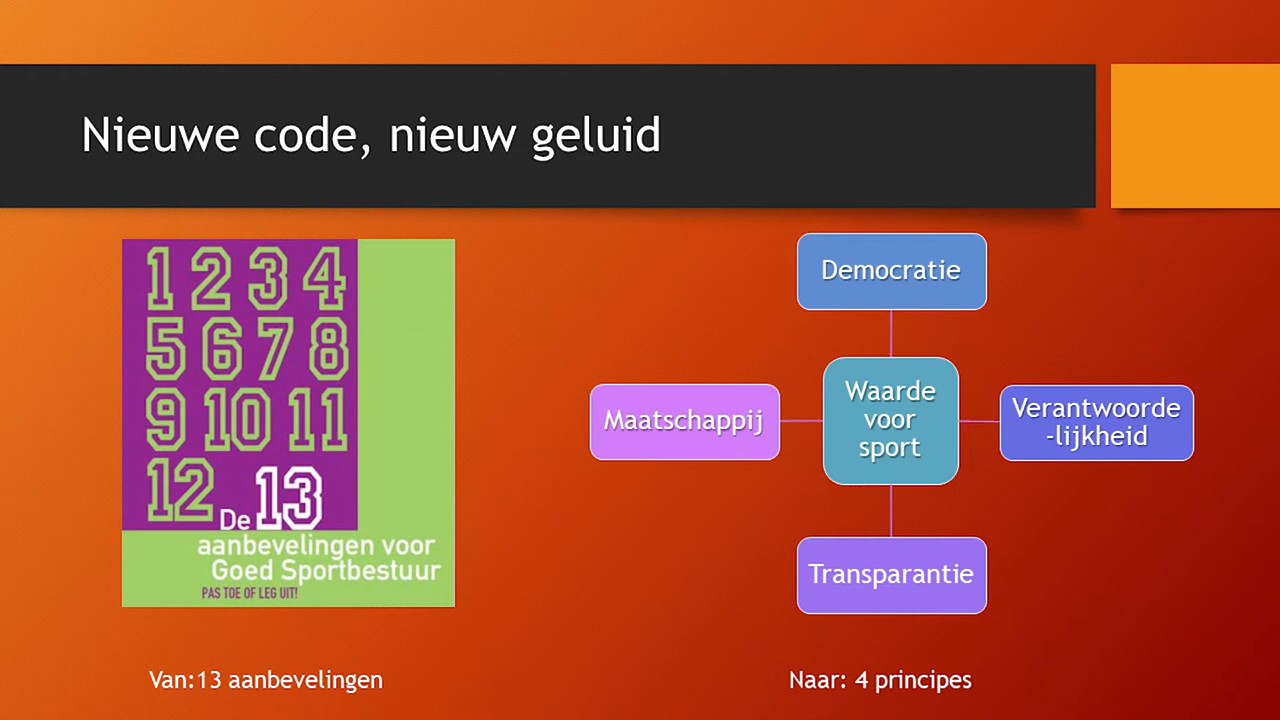 Nieuwe code, nieuw geluid
1 2 3 4
5 6 7 8
9 10 11
12 De 13
aanbevelingen voor
Goed Sportbestuur
PAS TOE OF LEG UIT!
Van:13 aanbevelingen
Democratie
Maatschappij
Waarde
voor
sport
Verantwoorde
-lijkheid
Transparantie
Naar: 4 principes